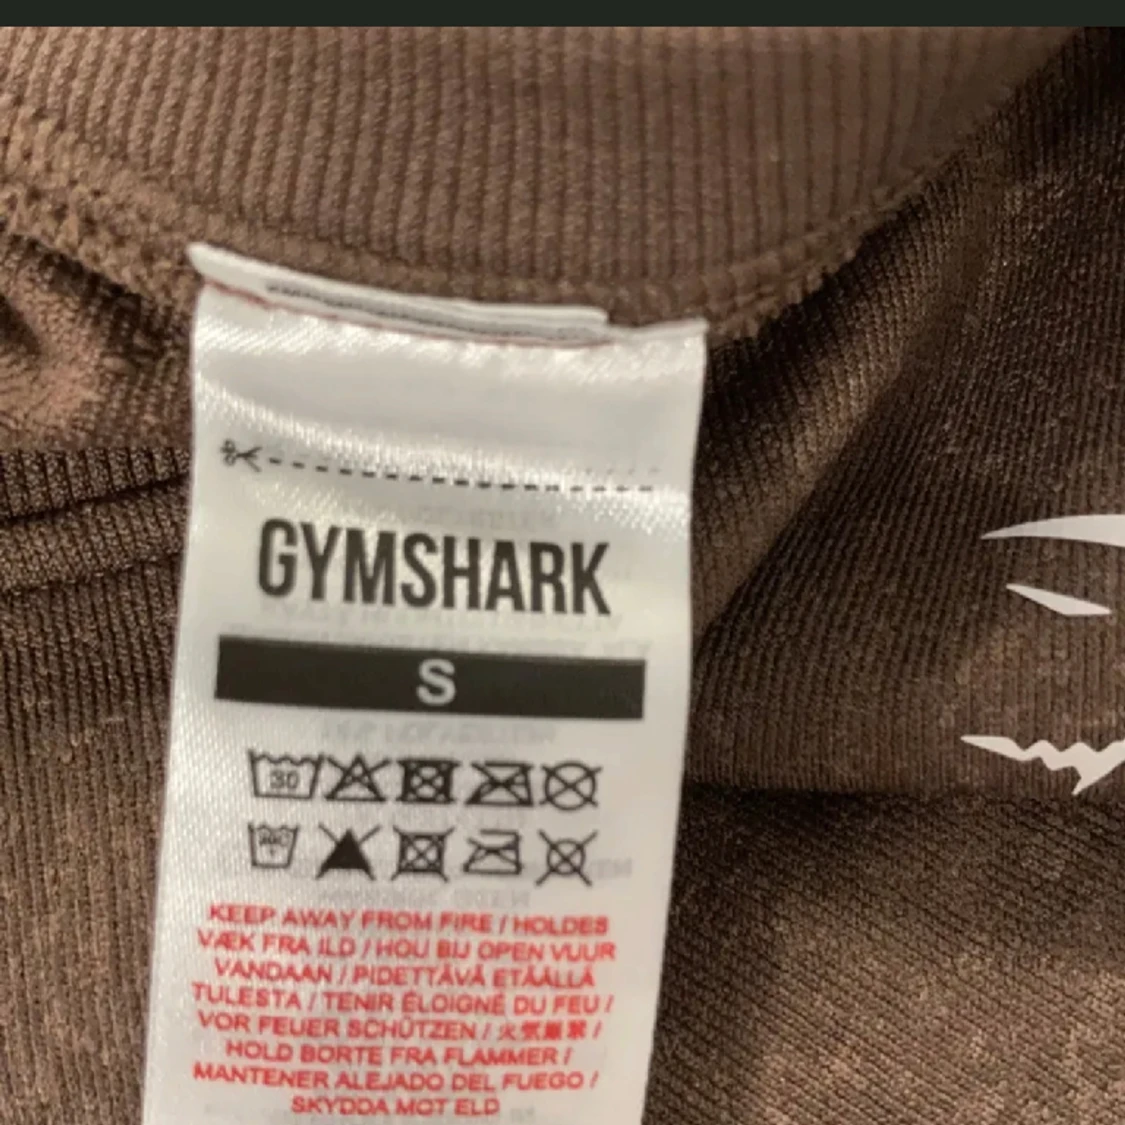 GYMSHARK
S
30
KEEP AWAY FROM FIRE / HOLDES
VÆK FRA ILD / HOU BIJ OPEN VUUR
VANDAAN / PIDETTÄVÄ ETÄÄLLÄ
TULESTA / TENIR ÉLOIGNÉ DU FEU /
VOR FEUER SCHÜTZEN / 火気厳禁 /
HOLD BORTE FRA FLAMMER /
MANTENER ALEJADO DEL FUEGO /
SKYDDA MOT ELD